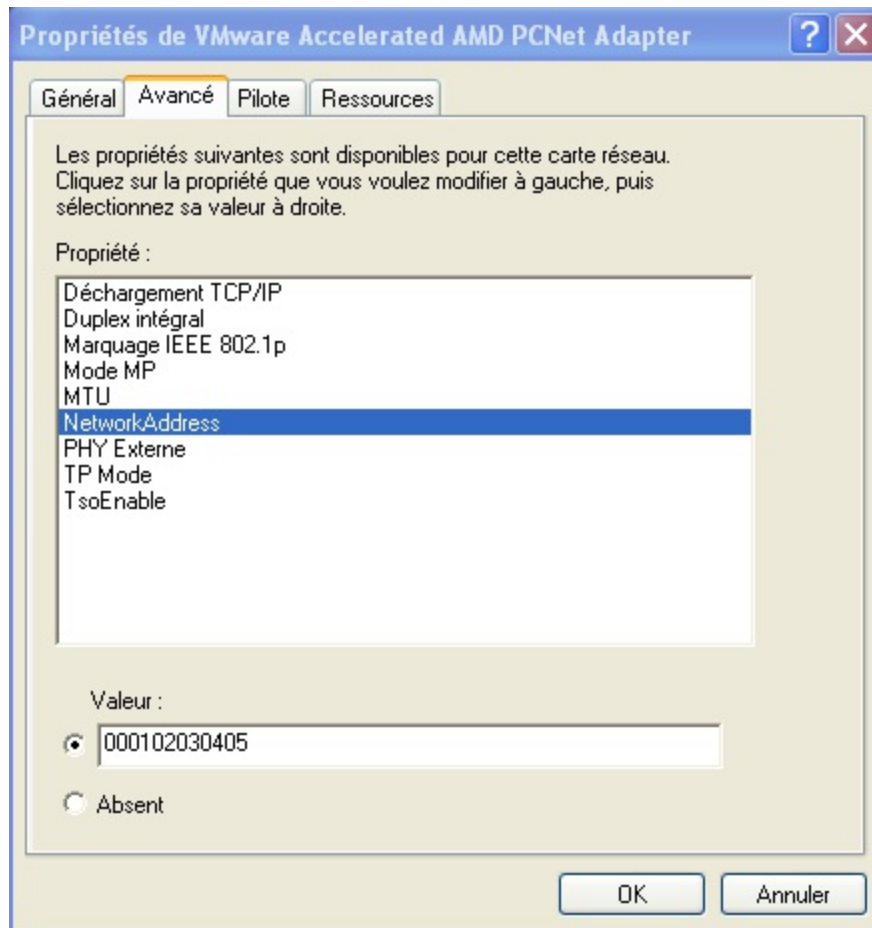 Propriétés de VMware Accelerated AMD PCNet Adapter
Général Avancé Pilote Ressources
Les propriétés suivantes sont disponibles pour cette carte réseau.
Cliquez sur la propriété que vous voulez modifier à gauche, puis
sélectionnez sa valeur à droite.
Propriété :
Déchargement TCP/IP
Duplex intégral
Marquage IEEE 802.1p
Mode MP
MTU
NetworkAddress
PHY Externe
TP Mode
TsoEnable
Valeur :
000102030405
Absent
OK Annuler